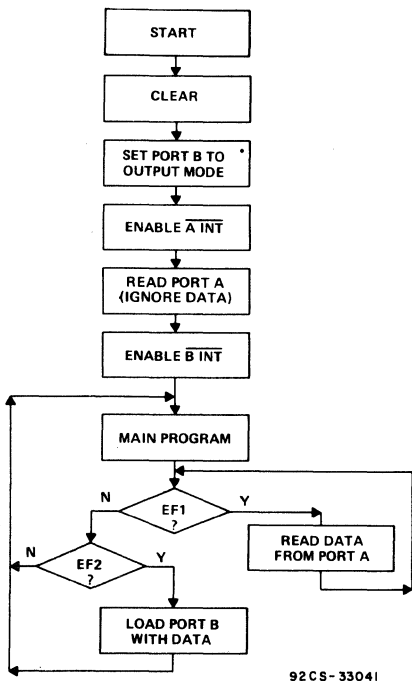 START
CLEAR
SET PORT B TO
OUTPUT MODE
ENABLE A INT
READ PORT A
(IGNORE DATA)
ENABLE B INT
MAIN PROGRAM
N
EF1
?
Y
READ DATA
FROM PORT A
N
EF2
?
Y
LOAD PORT B
WITH DATA
92CS-33041